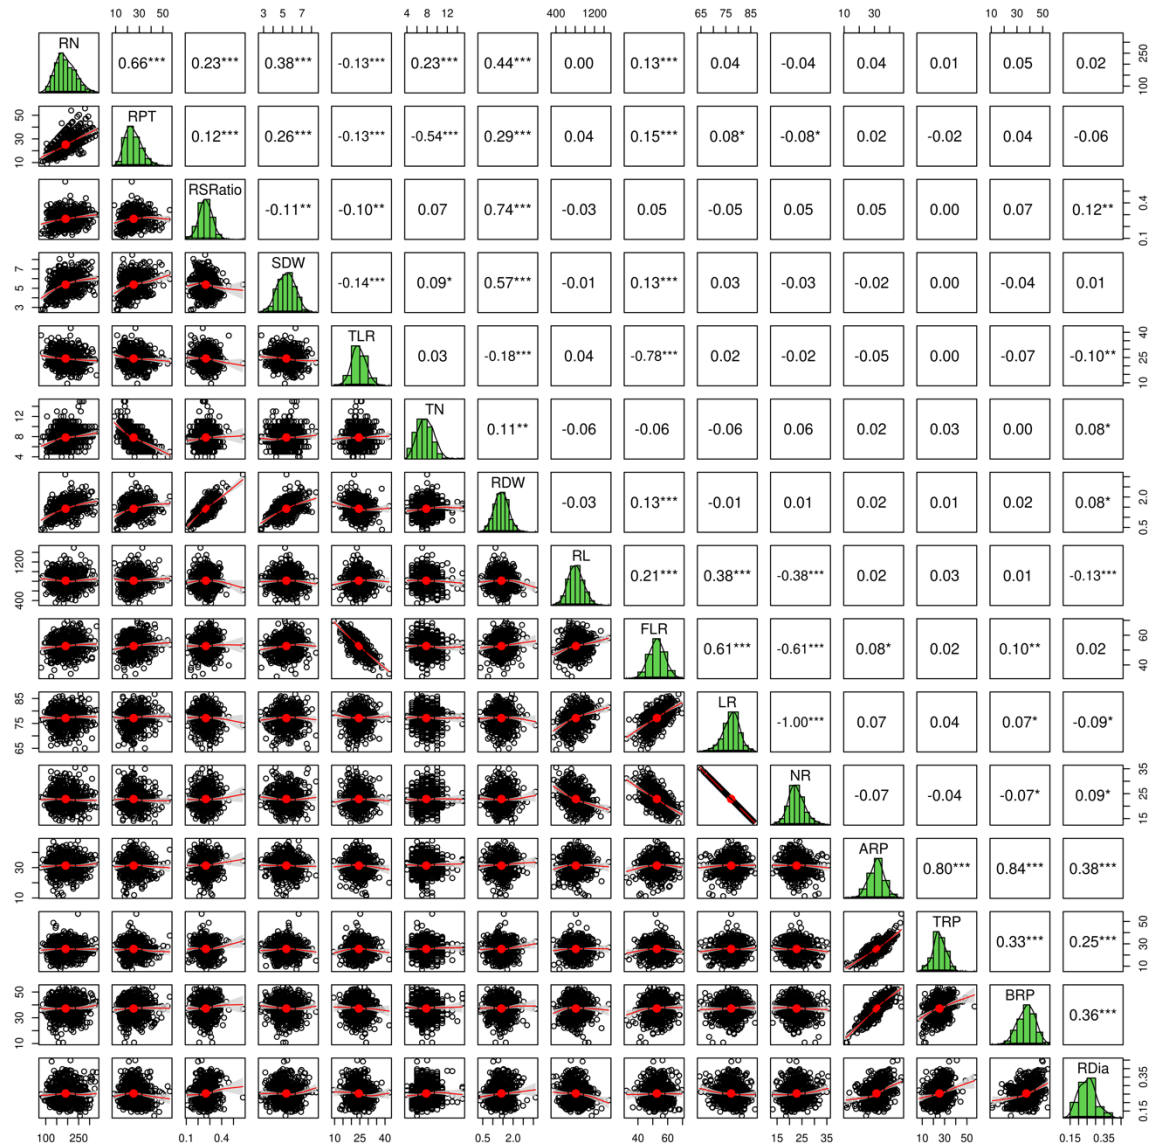 10 30 50 3 5 7 4 8 12 400 1200 65 75 85 10 30 10 30 50
RN 0.66*** 0.23*** 0.38*** -0.13*** 0.23*** 0.44*** 0.00 0.13*** 0.04 -0.04 0.04 0.01 0.05 0.02 100 250
10 30 50 RPT 0.12*** 0.26*** -0.13*** -0.54*** 0.29*** 0.04 0.15*** 0.08* -0.08* 0.02 -0.02 0.04 -0.06
RSRatio -0.11** -0.10** 0.07 0.74*** -0.03 0.05 -0.05 0.05 0.05 0.00 0.07 0.12** 0.1 0.4
3 5 7 SDW -0.14*** 0.09* 0.57*** -0.01 0.13*** 0.03 -0.03 -0.02 0.00 -0.04 0.01
TLR 0.03 -0.18*** 0.04 -0.78*** 0.02 -0.02 -0.05 0.00 -0.07 -0.10** 10 25 40
4 8 12 TN 0.11** -0.06 -0.06 -0.06 0.06 0.02 0.03 0.00 0.08*
RDW -0.03 0.13*** -0.01 0.01 0.02 0.01 0.02 0.08* 0.5 2.0
400 1200 RL 0.21*** 0.38*** -0.38*** 0.02 0.03 0.01 -0.13***
FLR 0.61*** -0.61*** 0.08* 0.02 0.10** 0.02 40 60
65 75 85 LR -1.00*** 0.07 0.04 0.07* -0.09*
NR -0.07 -0.04 -0.07* 0.09* 15 25 35
10 30 ARP 0.80*** 0.84*** 0.38***
TRP 0.33*** 0.25*** 10 30 50
10 30 50 BRP 0.36***
RDia 0.15 0.35
100 250 0.1 0.4 10 25 40 0.5 2.0 40 60 15 25 35 10 30 50 0.15 0.35